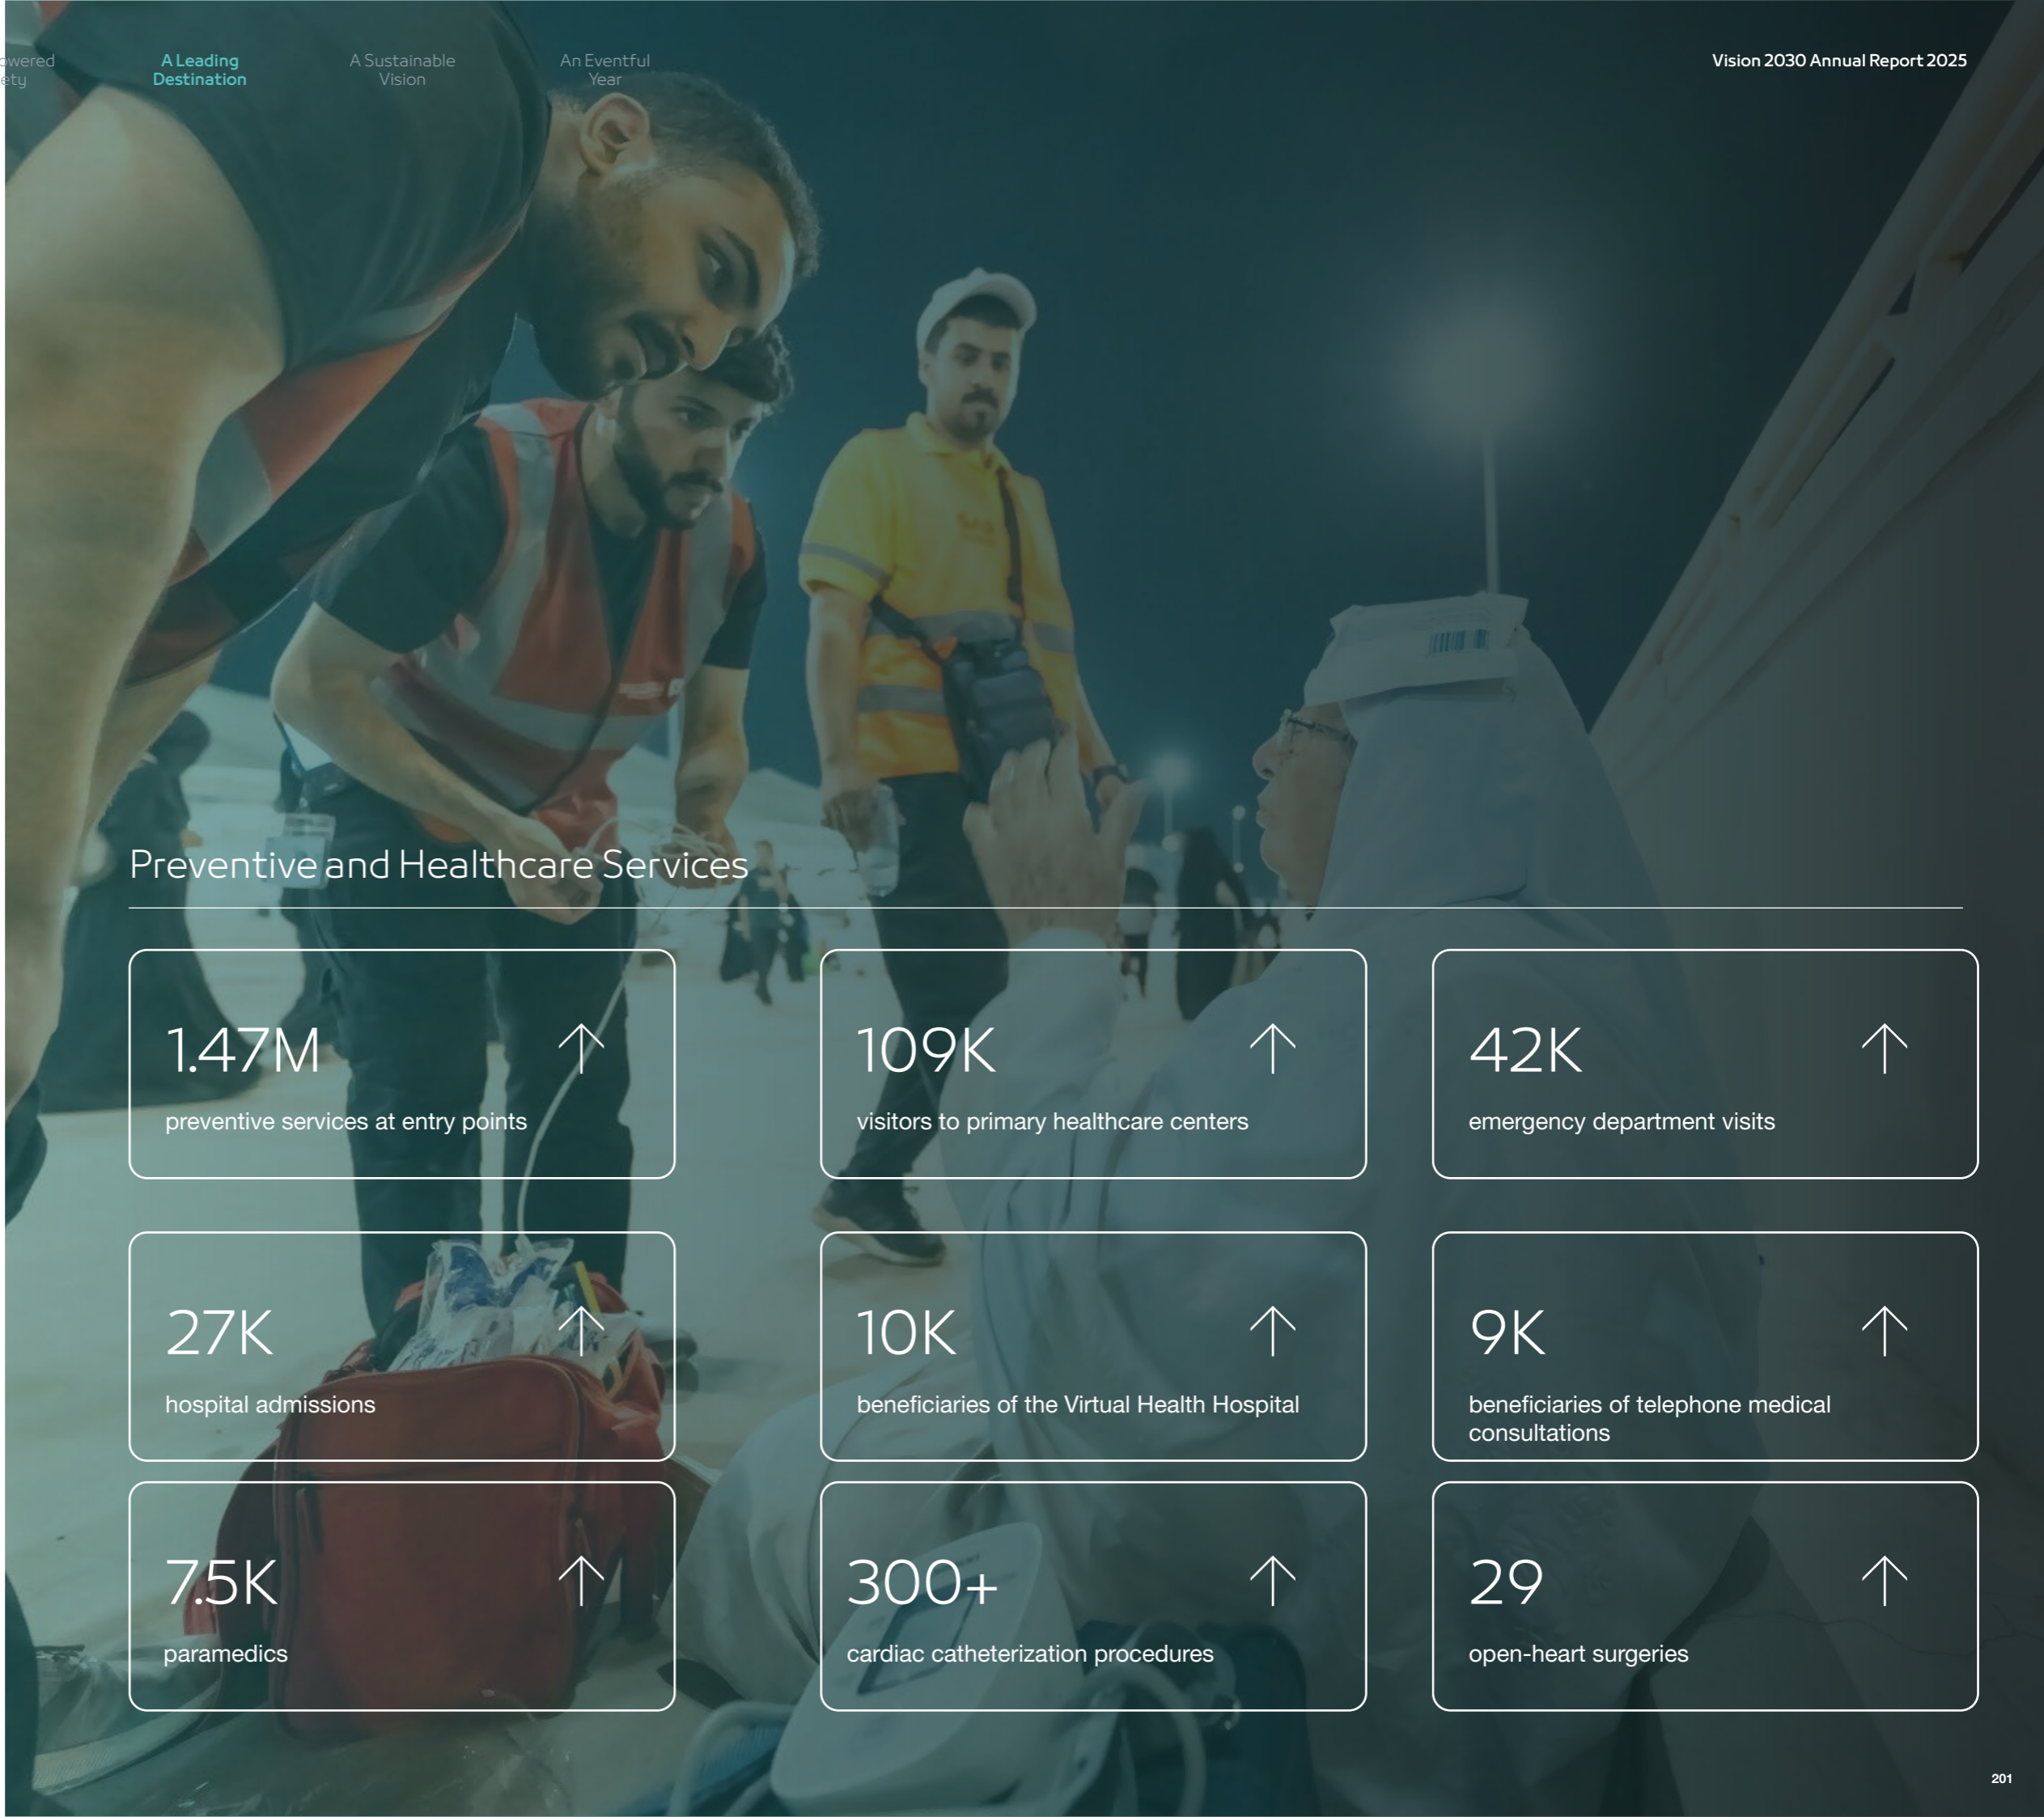 owered
ety
A Leading
Destination
A Sustainable
Vision
An Eventful
Year
Vision 2030 Annual Report 2025
Preventive and Healthcare Services
1.47M
preventive services at entry points
109K
visitors to primary healthcare centers
42K
emergency department visits
27K
hospital admissions
10K
beneficiaries of the Virtual Health Hospital
9K
beneficiaries of telephone medical
consultations
7.5K
paramedics
300+
cardiac catheterization procedures
29
open-heart surgeries
201